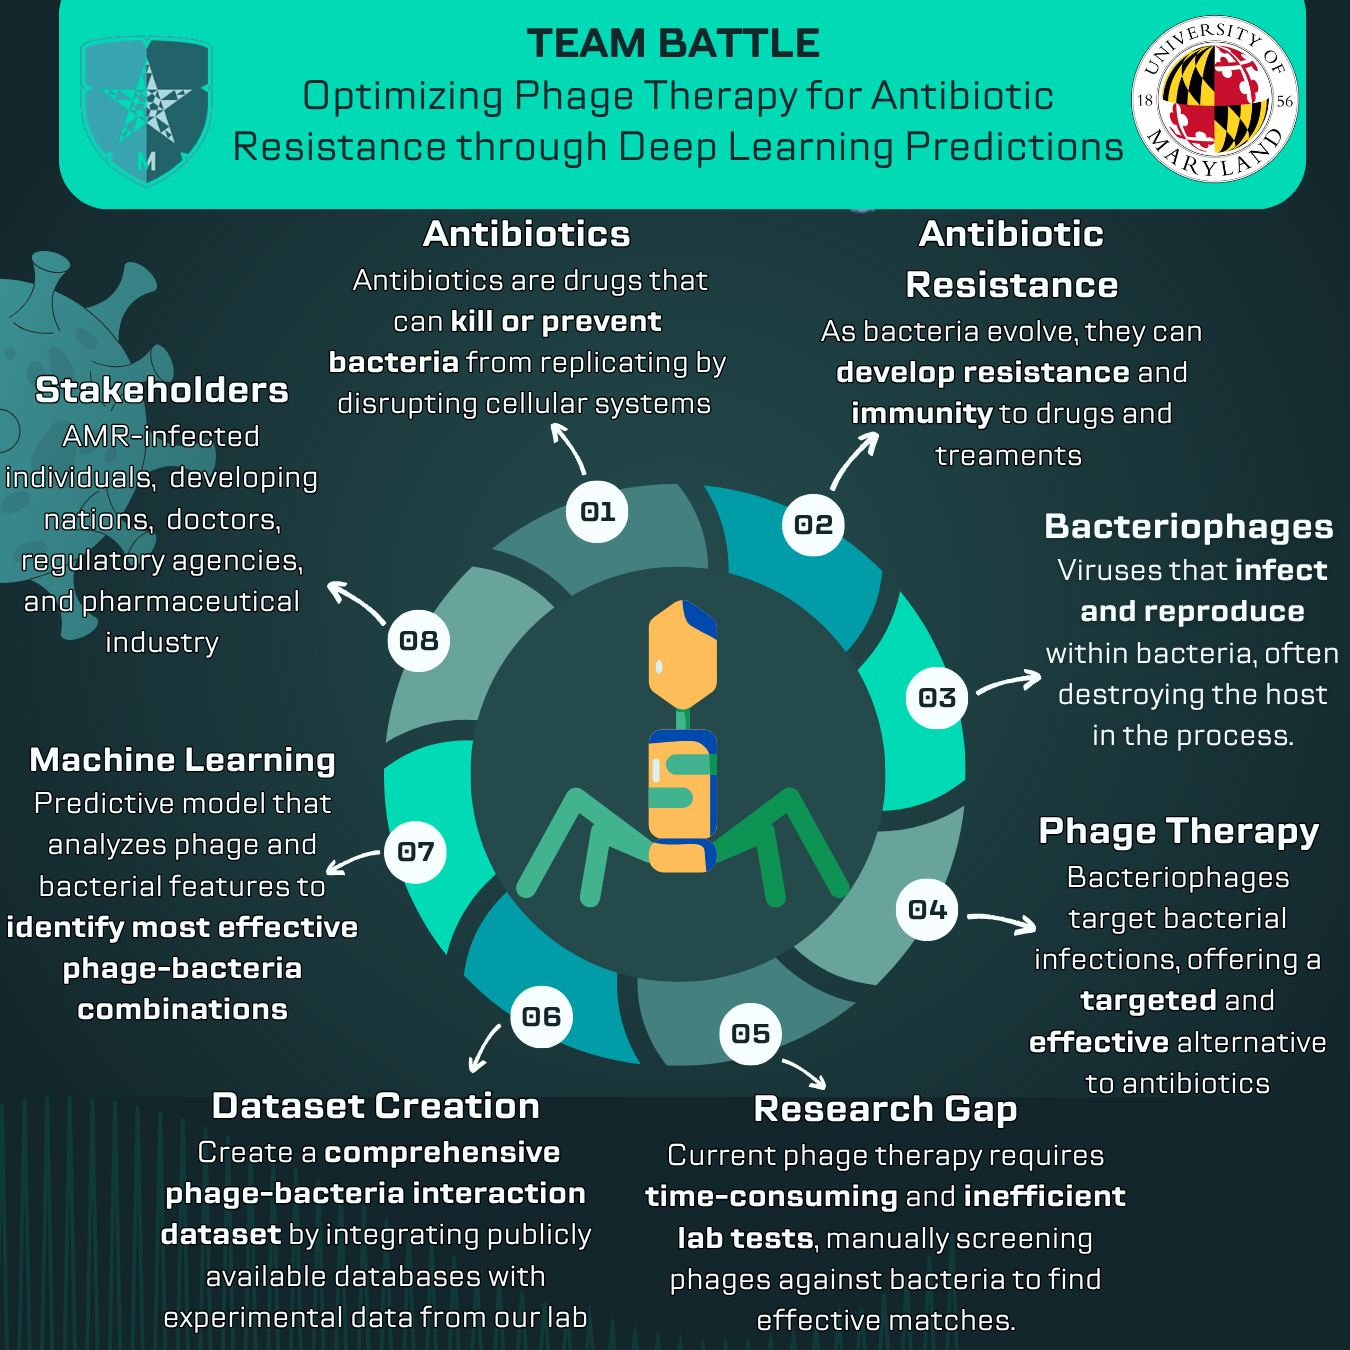 TEAM BATTLE
Optimizing Phage Therapy for Antibiotic
Resistance through Deep Learning Predictions
M
UNIVERSITY OF
18 56
MARYLAND
Antibiotics
Antibiotics are drugs that
can kill or prevent
bacteria from replicating by
disrupting cellular systems
Antibiotic
Resistance
As bacteria evolve, they can
develop resistance and
immunity to drugs and
treaments
Bacteriophages
Viruses that infect
and reproduce
within bacteria, often
destroying the host
in the process.
Phage Therapy
Bacteriophages
target bacterial
infections, offering a
targeted and
effective alternative
to antibiotics
Research Gap
Current phage therapy requires
time-consuming and inefficient
lab tests, manually screening
phages against bacteria to find
effective matches.
Dataset Creation
Create a comprehensive
phage-bacteria interaction
dataset by integrating publicly
available databases with
experimental data from our lab
Machine Learning
Predictive model that
analyzes phage and
bacterial features to
identify most effective
phage-bacteria
combinations
Stakeholders
AMR-infected
individuals, developing
nations, doctors,
regulatory agencies,
and pharmaceutical
industry
01
02
03
04
05
06
07
08